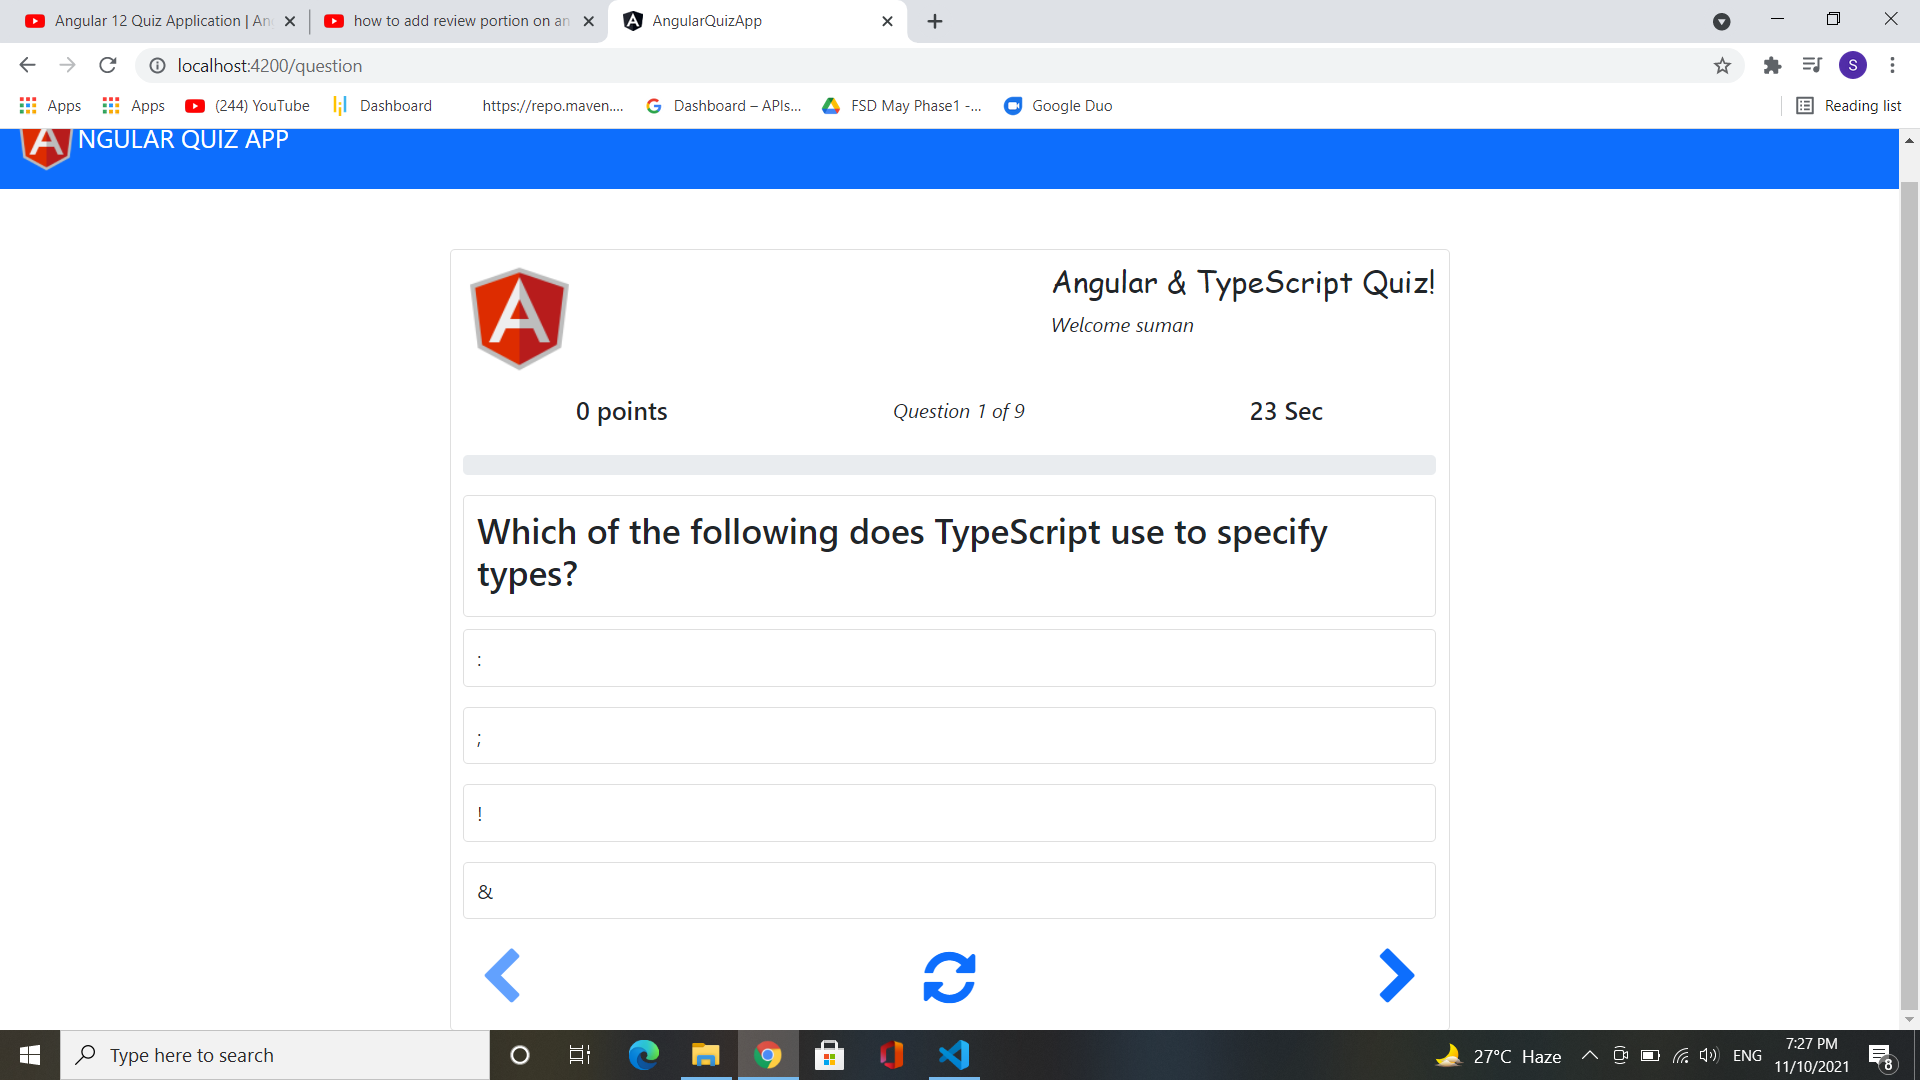 Angular 12 Quiz Application | An
how to add review portion on an
AngularQuizApp
localhost:4200/question
S
Apps
Apps
(244) YouTube
Dashboard
https://repo.maven....
Dashboard – APIs...
FSD May Phase1 -...
Google Duo
Reading list
NGULAR QUIZ APP
Angular & TypeScript Quiz!
Welcome suman
0 points
Question 1 of 9
23 Sec
Which of the following does TypeScript use to specify
types?
:
;
!
&
Type here to search
27°C Haze
ENG
7:27 PM
11/10/2021
8